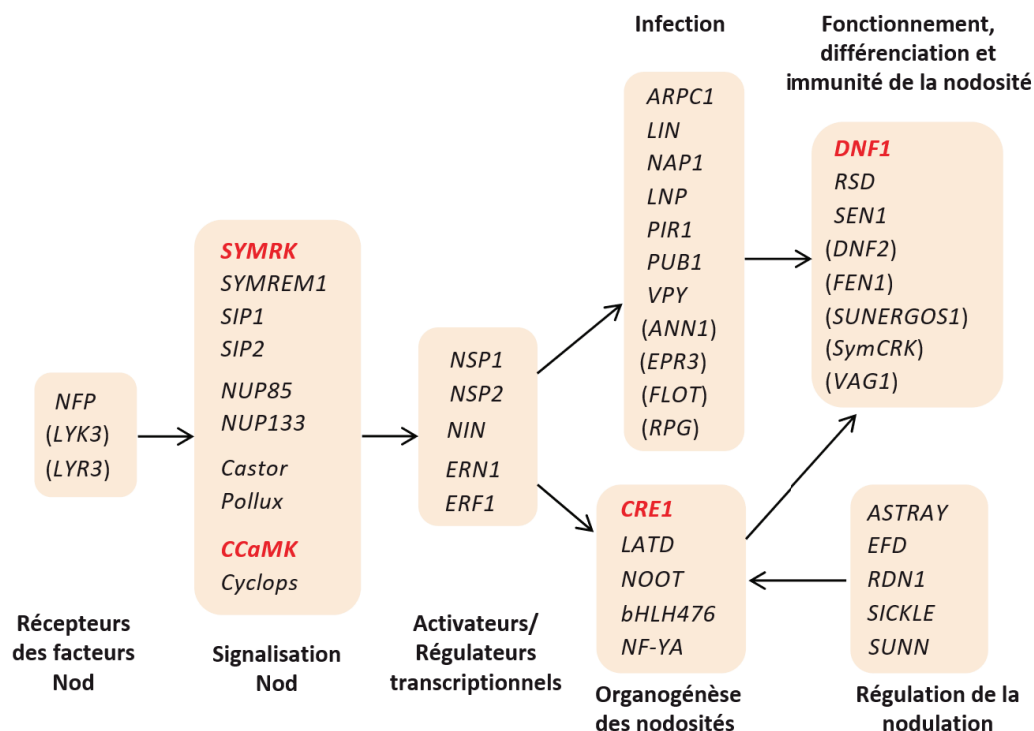 Infection
Fonctionnement,
différenciation et
immunité de la nodosité
NFP
(LYK3)
(LYR3)
Récepteurs
des facteurs
Nod
SYMRK
SYMREM1
SIP1
SIP2
NUP85
NUP133
Castor
Pollux
CCaMK
Cyclops
Signalisation
Nod
NSP1
NSP2
NIN
ERN1
ERF1
Activateurs/
Régulateurs
transcriptionnels
ARPC1
LIN
NAP1
LNP
PIR1
PUB1
VPY
(ANN1)
(EPR3)
(FLOT)
(RPG)
DNF1
RSD
SEN1
(DNF2)
(FEN1)
(SUNERGOS1)
(SymCRK)
(VAG1)
CRE1
LATD
NOOT
bHLH476
NF-YA
Organogénèse
des nodosités
ASTRAY
EFD
RDN1
SICKLE
SUNN
Régulation de la
nodulation